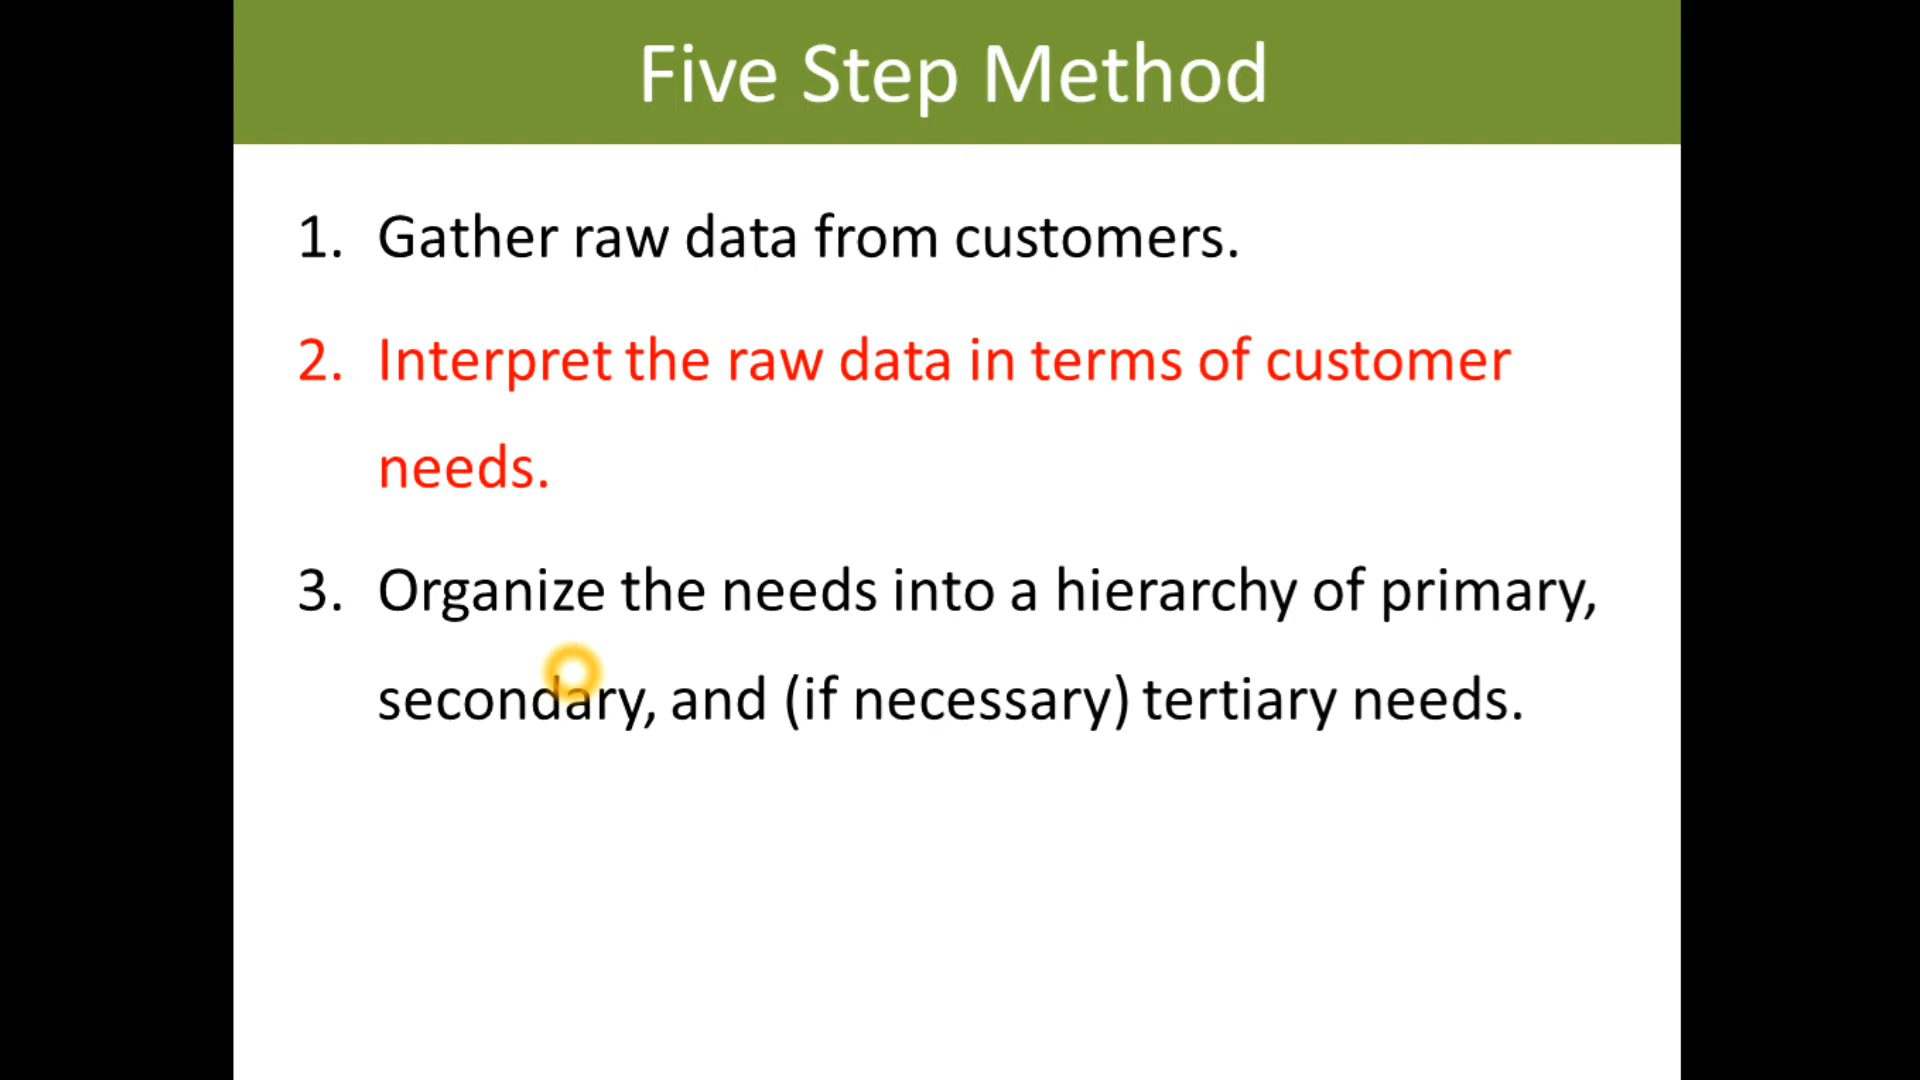 Five Step Method
1. Gather raw data from customers.
2. Interpret the raw data in terms of customer
needs.
3. Organize the needs into a hierarchy of primary,
secondary, and (if necessary) tertiary needs.